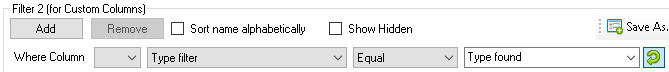 Filter 2 (for Custom Columns)
Add Remove Sort name alphabetically Show Hidden Save As.
Where Column Type filter Equal Type found